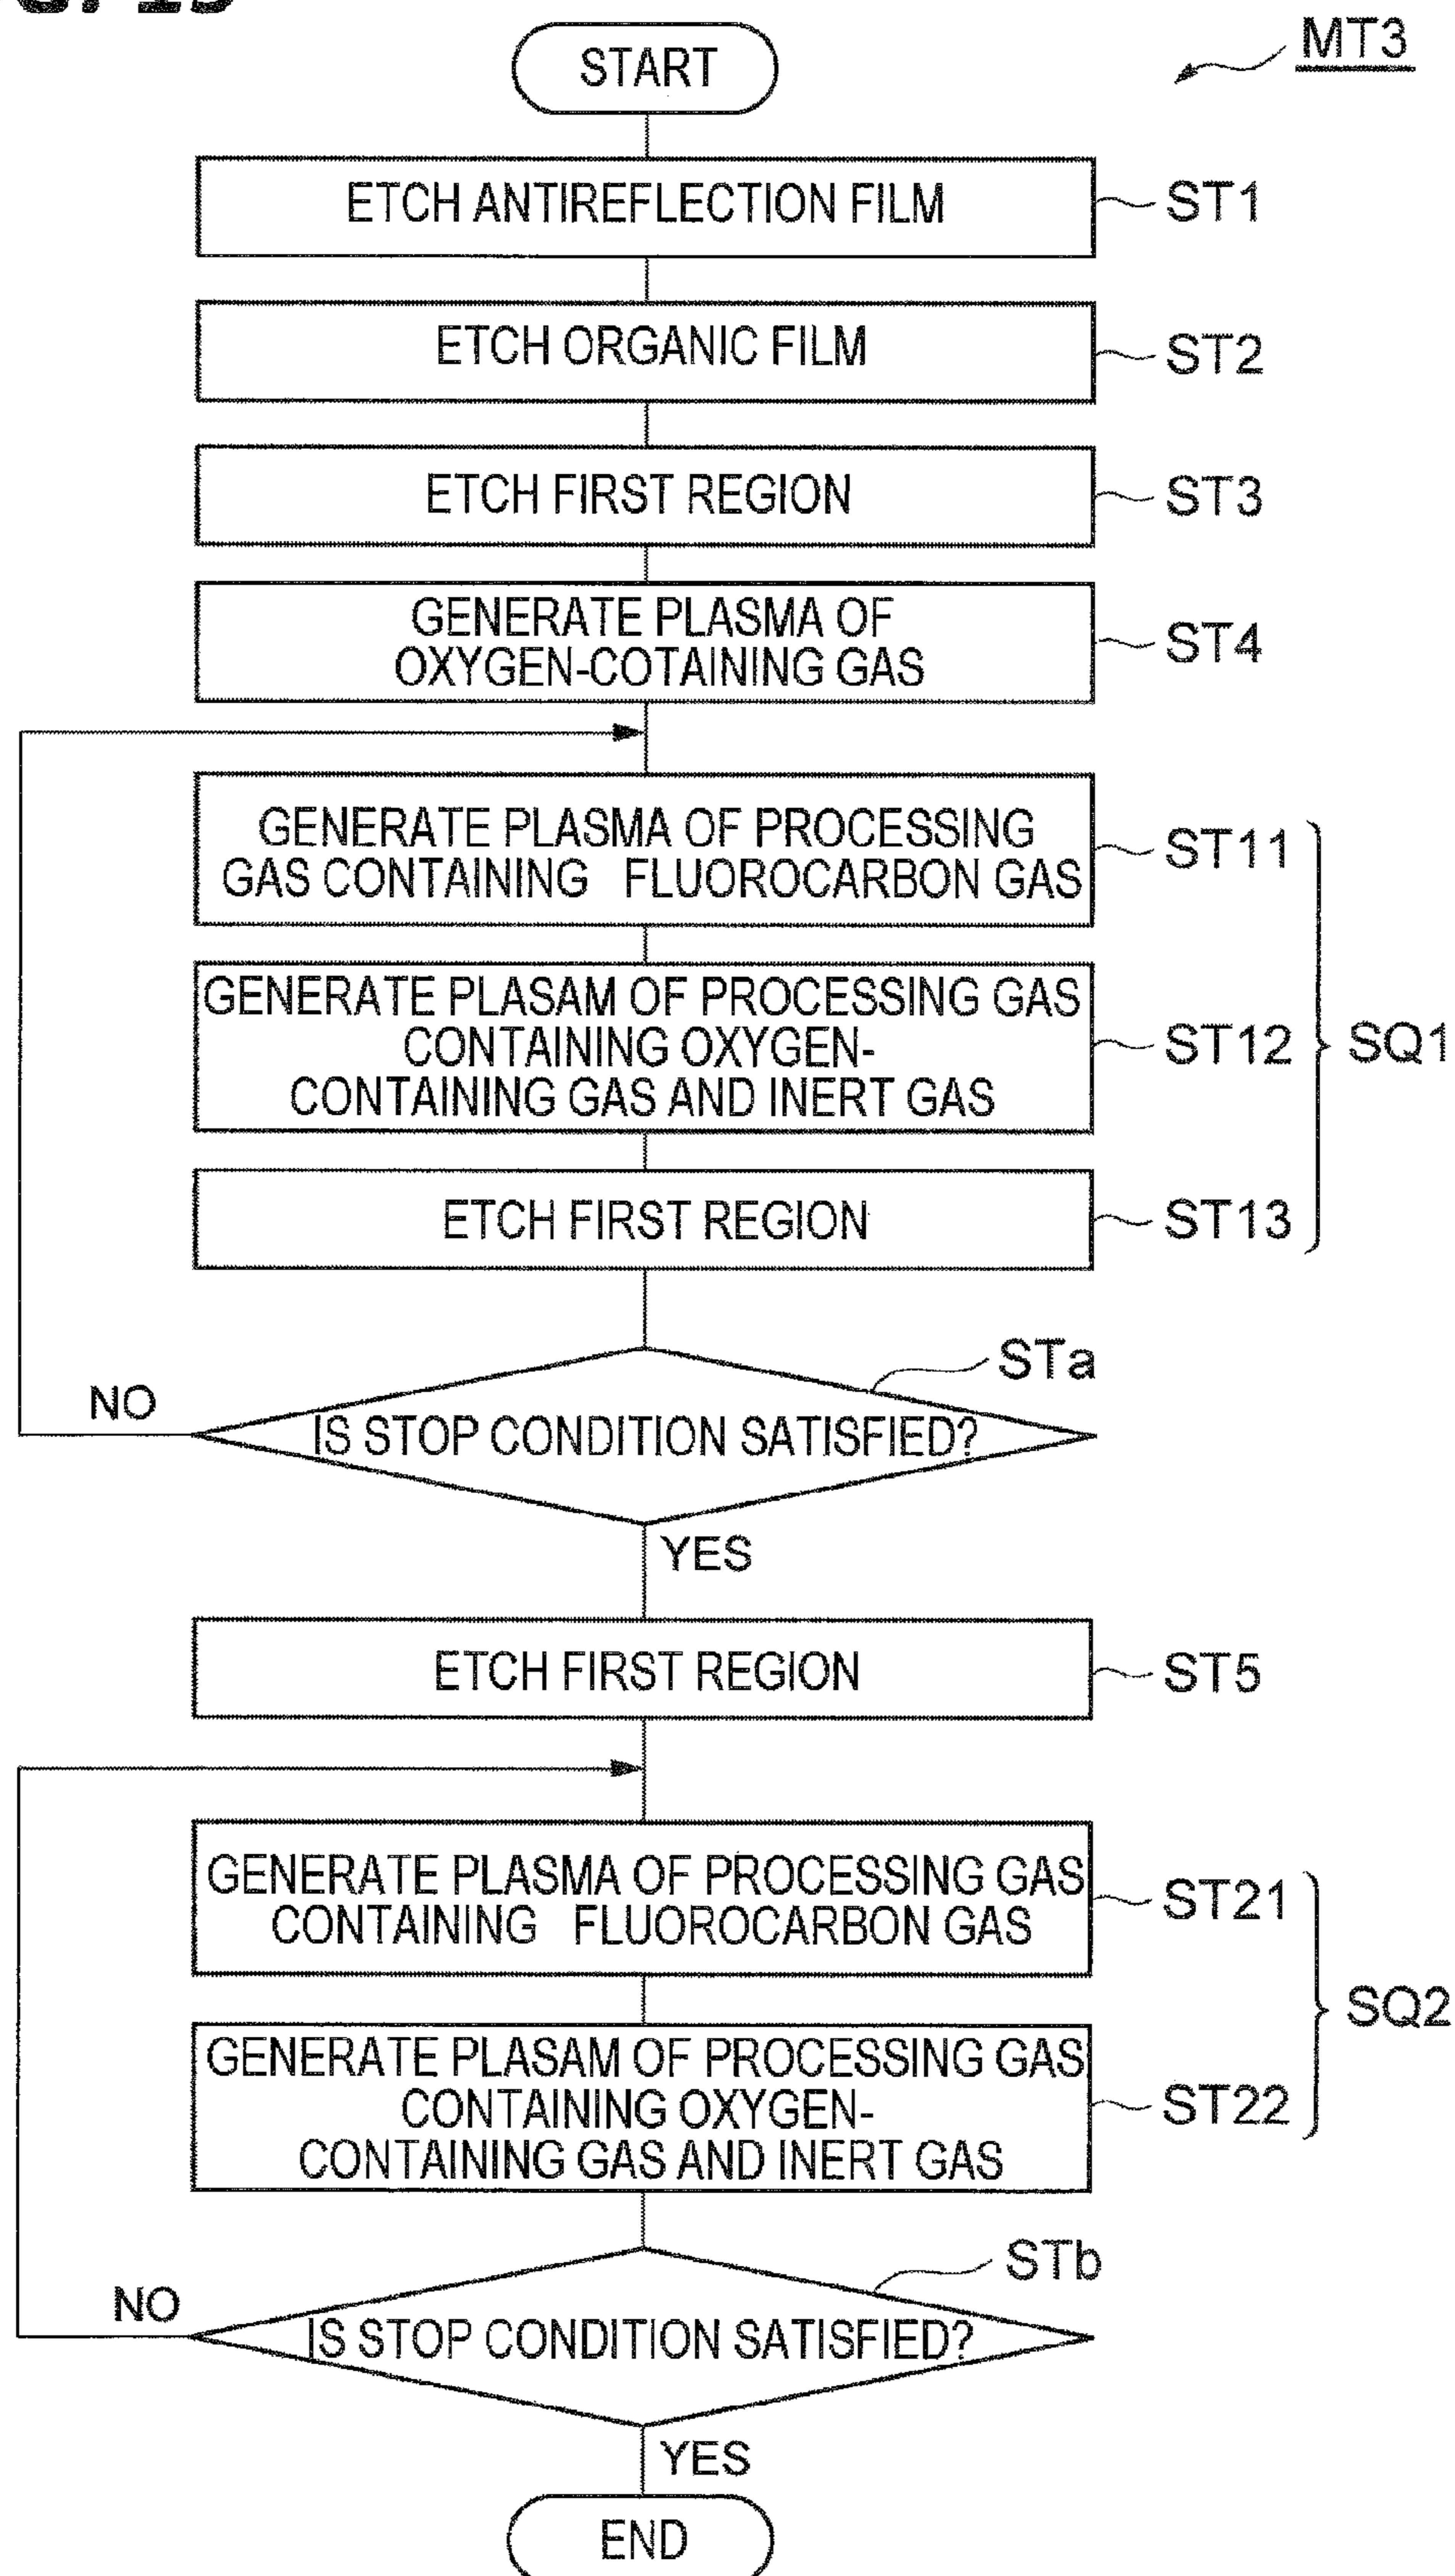 MT3
START
ETCH ANTIREFLECTION FILM
ST1
ETCH ORGANIC FILM
ST2
ETCH FIRST REGION
ST3
GENERATE PLASMA OF
OXYGEN-COTAINING GAS
ST4
GENERATE PLASMA OF PROCESSING
GAS CONTAINING FLUOROCARBON GAS
ST11
GENERATE PLASAM OF PROCESSING GAS
CONTAINING OXYGEN-
CONTAINING GAS AND INERT GAS
ST12
SQ1
ETCH FIRST REGION
ST13
STa
NO
IS STOP CONDITION SATISFIED?
YES
ETCH FIRST REGION
ST5
GENERATE PLASMA OF PROCESSING GAS
CONTAINING FLUOROCARBON GAS
ST21
SQ2
GENERATE PLASAM OF PROCESSING GAS
CONTAINING OXYGEN-
CONTAINING GAS AND INERT GAS
ST22
STb
NO
IS STOP CONDITION SATISFIED?
YES
END